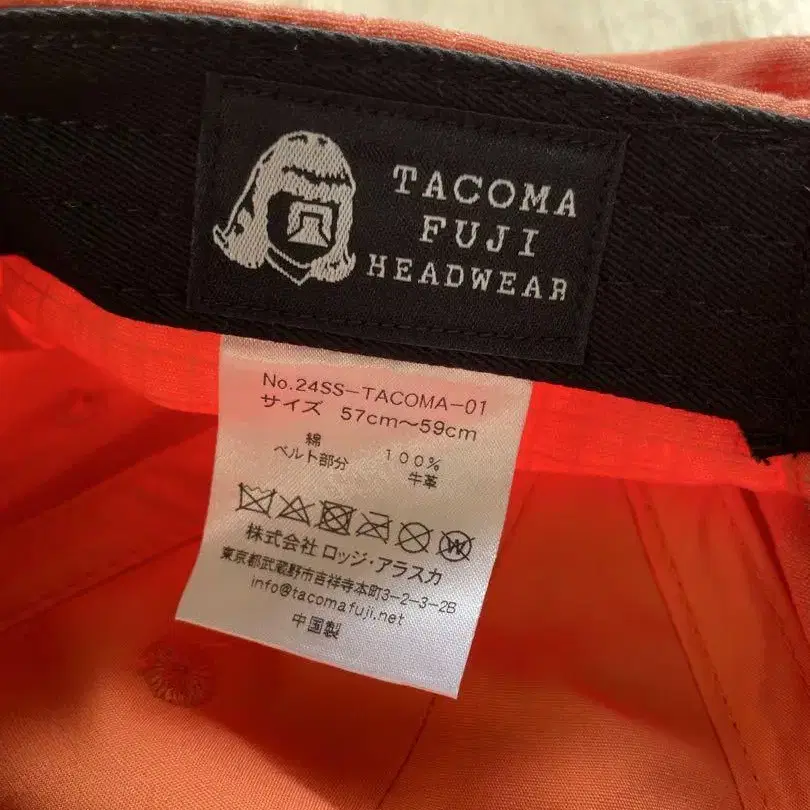 TACOMA
FUJI
HEADWEAR
No.24SS-TACOMA-01
サイズ 57cm～59cm
綿 100%
ベルト部分 牛革
W
株式会社 ロッジ・アラスカ
東京都武蔵野市吉祥寺本町3-2-3-2B
info@tacomafuji.net
中国製